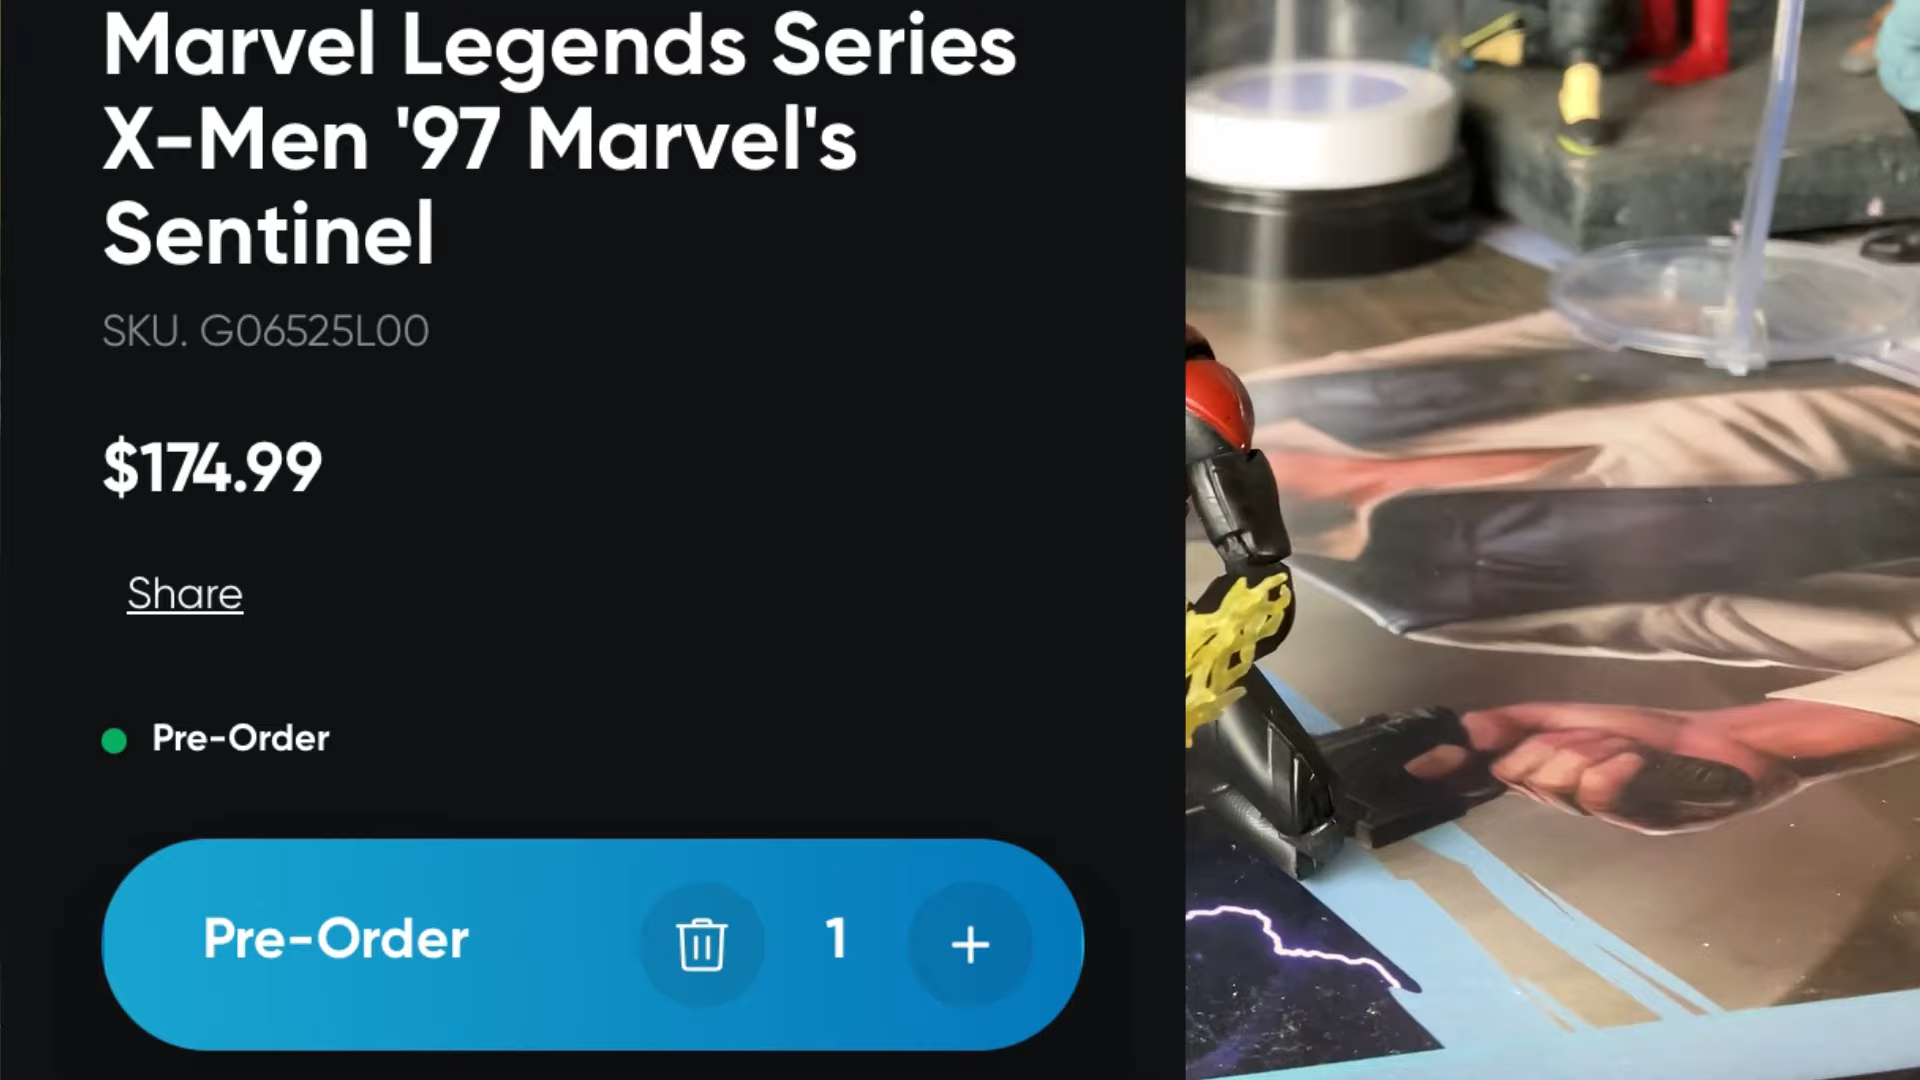 Marvel Legends Series
X-Men '97 Marvel's
Sentinel
SKU. G06525L00
$174.99
Share
Pre-Order
Pre-Order 1 +